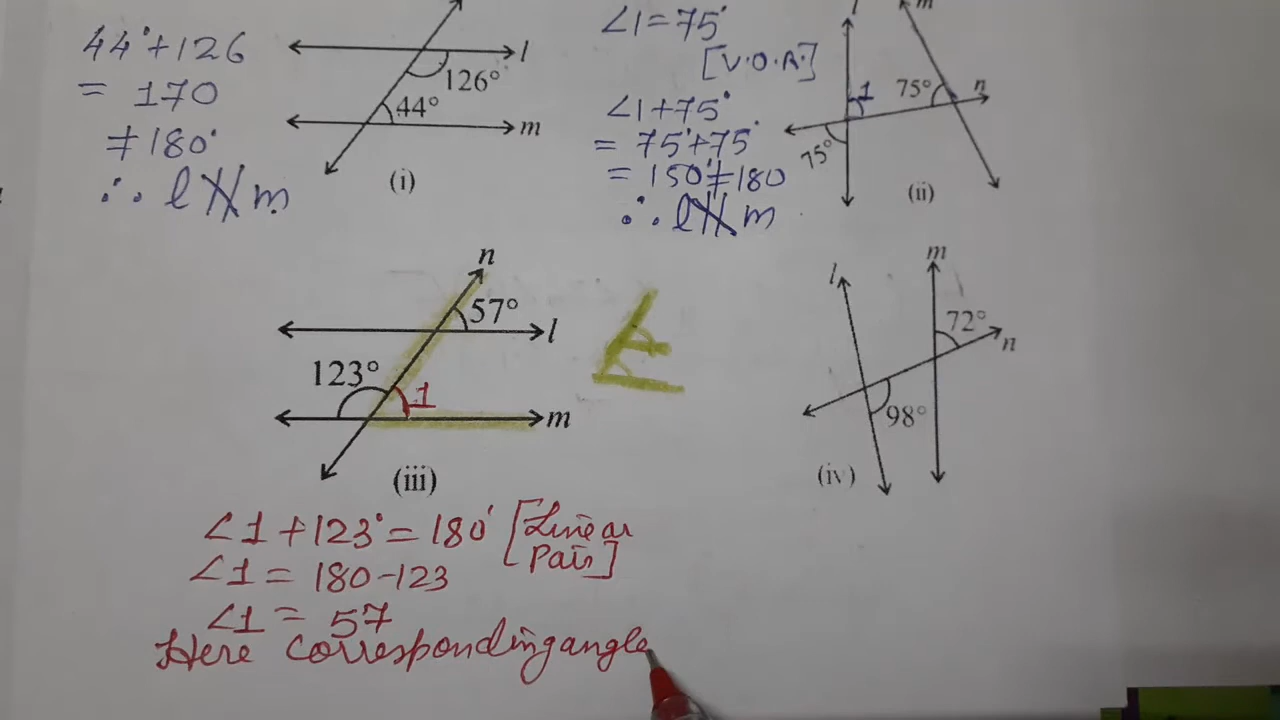 44°+126
= 170
≠ 180°
∴ l ∦ m
l
126°
44°
m
(i)
∠1=75°
[V.O.A.]
∠1+75°
= 75°+75°
= 150°≠180
∴ l ∦ m
l
m
1
75°
n
75°
(ii)
n
57°
l
123°
1
m
(iii)
l
m
72°
n
98°
(iv)
∠1+123°=180° [Linear
Pair]
∠1= 180-123
∠1= 57
Here corresponding angle